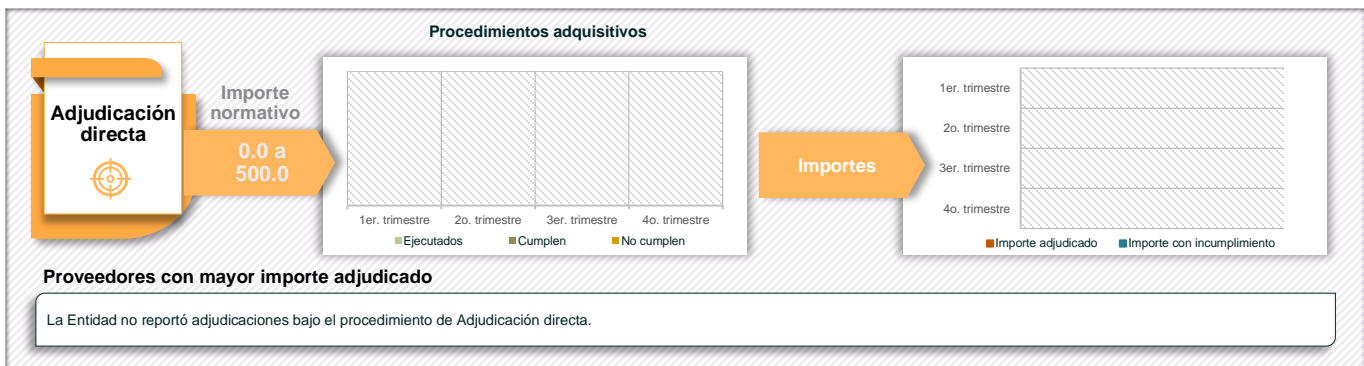 Procedimientos adquisitivos
Adjudicación
directa
Importe
normativo
0.0 a
500.0
1er. trimestre 2o. trimestre 3er. trimestre 4o. trimestre
Ejecutados Cumplen No cumplen
Importes
1er. trimestre
2o. trimestre
3er. trimestre
4o. trimestre
Importe adjudicado Importe con incumplimiento
Proveedores con mayor importe adjudicado
La Entidad no reportó adjudicaciones bajo el procedimiento de Adjudicación directa.